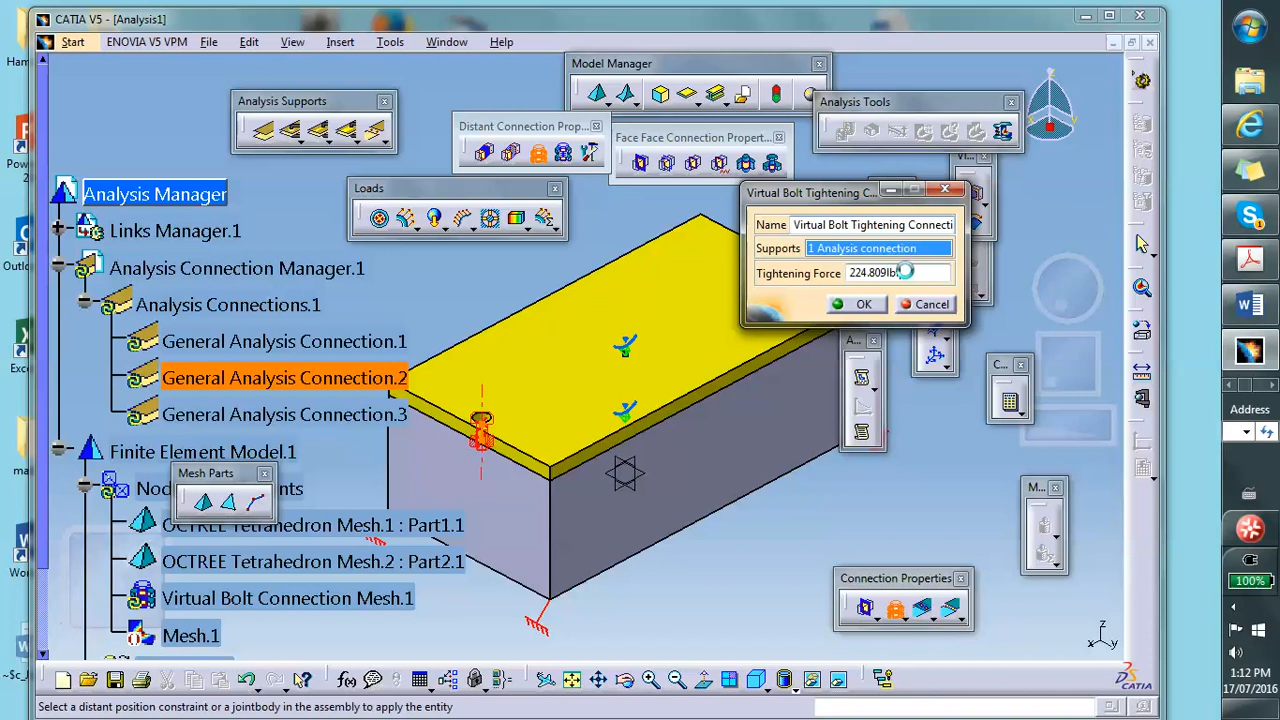 CATIA V5 - [Analysis1]
Start
ENOVIA V5 VPM
File
Edit
View
Insert
Tools
Window
Help
Model Manager
Analysis Supports
Analysis Tools
Distant Connection Prop...
Face Face Connection Propert...
Loads
Virtual Bolt Tightening C...
Name
Virtual Bolt Tightening Connecti
Supports
1 Analysis connection
Tightening Force
224.809lb
OK
Cancel
Analysis Manager
Links Manager.1
Analysis Connection Manager.1
Analysis Connections.1
General Analysis Connection.1
General Analysis Connection.2
General Analysis Connection.3
Finite Element Model.1
Mesh Parts
OCTREE Tetrahedron Mesh.1 : Part1.1
OCTREE Tetrahedron Mesh.2 : Part2.1
Virtual Bolt Connection Mesh.1
Mesh.1
A...
C...
M...
Connection Properties
z
x
y
CATIA
Select a distant position constraint or a jointbody in the assembly to apply the entity
Address
100%
1:12 PM
17/07/2016